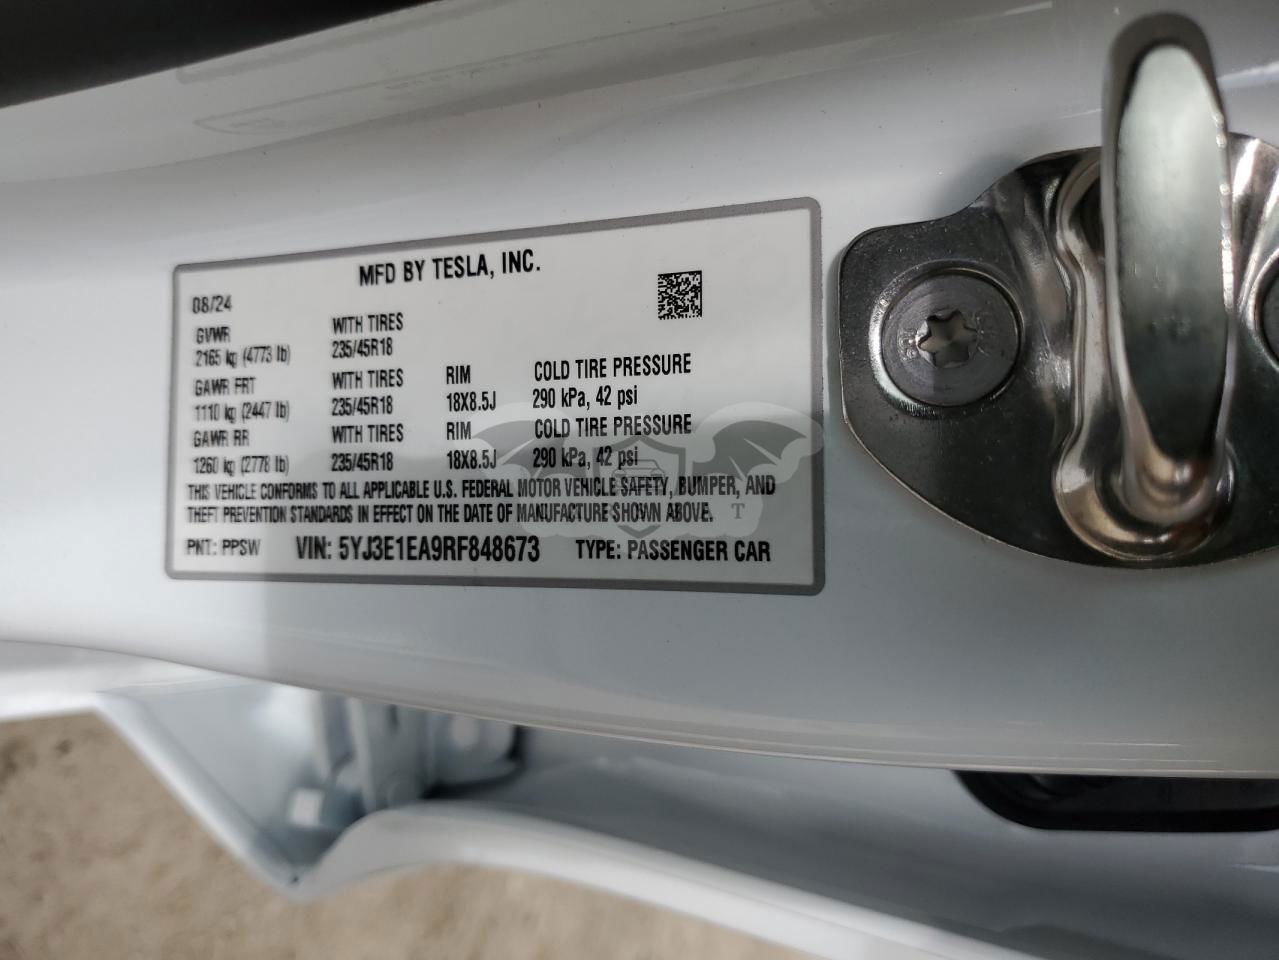 MFD BY TESLA, INC.
08/24
GVWR WITH TIRES
2165 kg (4773 lb) 235/45R18
GAWR FRT WITH TIRES RIM COLD TIRE PRESSURE
1110 kg (2447 lb) 235/45R18 18X8.5J 290 kPa, 42 psi
GAWR RR WITH TIRES RIM COLD TIRE PRESSURE
1260 kg (2778 lb) 235/45R18 18X8.5J 290 kPa, 42 psi
THIS VEHICLE CONFORMS TO ALL APPLICABLE U.S. FEDERAL MOTOR VEHICLE SAFETY, BUMPER, AND
THEFT PREVENTION STANDARDS IN EFFECT ON THE DATE OF MANUFACTURE SHOWN ABOVE.
PNT: PPSW VIN: 5YJ3E1EA9RF848673 TYPE: PASSENGER CAR